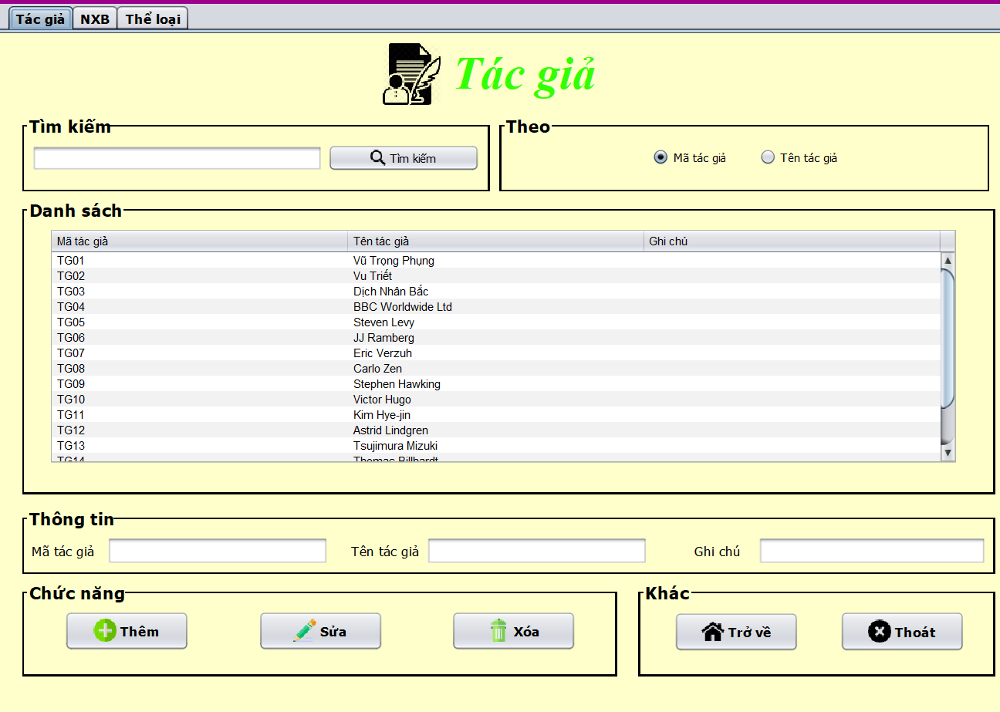 Tác giả NXB Thể loại
Tác giả
Tìm kiếm Theo
Tìm kiếm Mã tác giả Tên tác giả
Danh sách
Mã tác giả Tên tác giả Ghi chú
TG01 Vũ Trọng Phụng
TG02 Vu Triết
TG03 Dịch Nhân Bắc
TG04 BBC Worldwide Ltd
TG05 Steven Levy
TG06 JJ Ramberg
TG07 Eric Verzuh
TG08 Carlo Zen
TG09 Stephen Hawking
TG10 Victor Hugo
TG11 Kim Hye-jin
TG12 Astrid Lindgren
TG13 Tsujimura Mizuki
TG14 Thomas Billhardt
Thông tin
Mã tác giả Tên tác giả Ghi chú
Chức năng Khác
Thêm Sửa Xóa Trở về Thoát